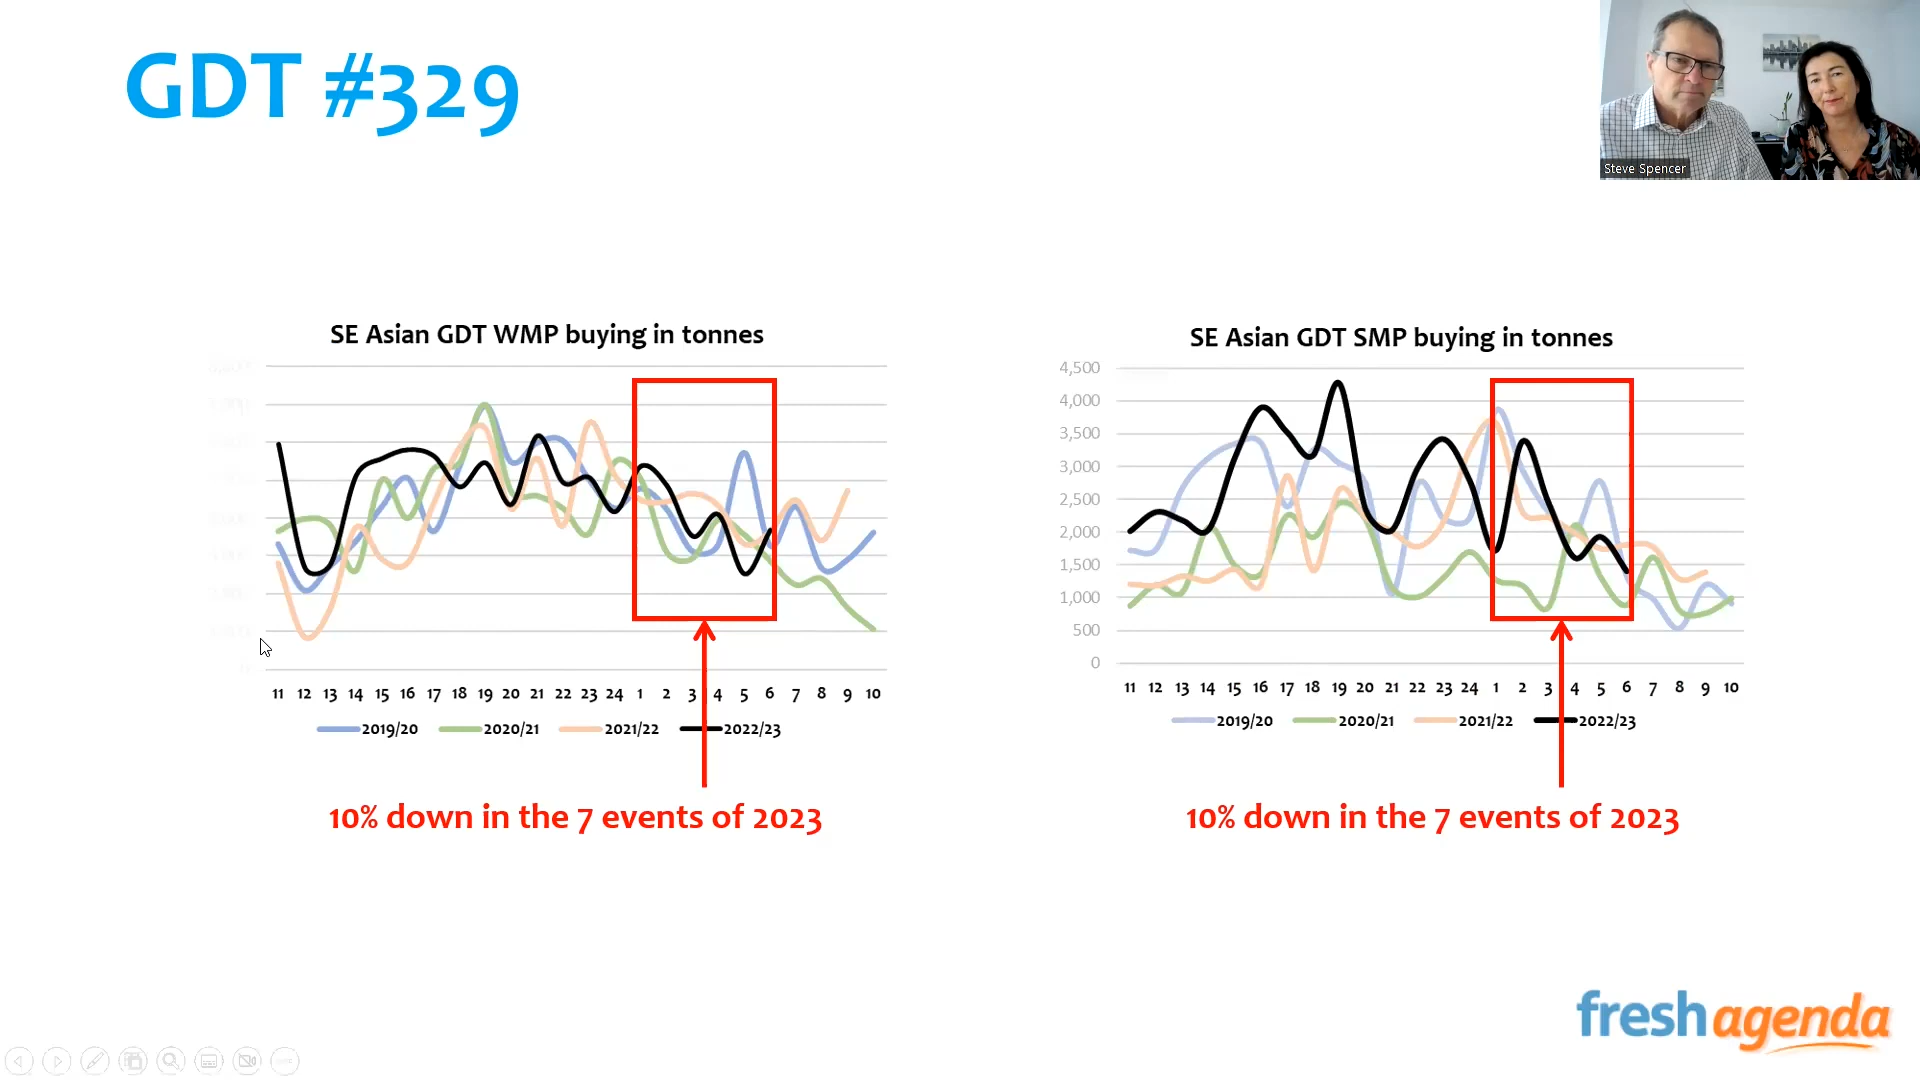 GDT #329
Steve Spencer
SE Asian GDT WMP buying in tonnes
11 12 13 14 15 16 17 18 19 20 21 22 23 24 1 2 3 4 5 6 7 8 9 10
2019/20 2020/21 2021/22 2022/23
10% down in the 7 events of 2023
SE Asian GDT SMP buying in tonnes
4,500
4,000
3,500
3,000
2,500
2,000
1,500
1,000
500
0
11 12 13 14 15 16 17 18 19 20 21 22 23 24 1 2 3 4 5 6 7 8 9 10
2019/20 2020/21 2021/22 2022/23
10% down in the 7 events of 2023
fresh agenda